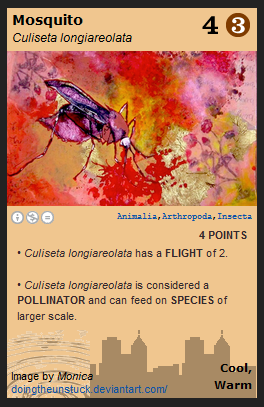 Mosquito
Culiseta longiareolata
4 3
Animalia,Arthropoda,Insecta
4 POINTS
• Culiseta longiareolata has a FLIGHT of 2.
• Culiseta longiareolata is considered a
POLLINATOR and can feed on SPECIES of
larger scale.
Cool,
Warm
Image by Monica
doingtheunstuck.deviantart.com/